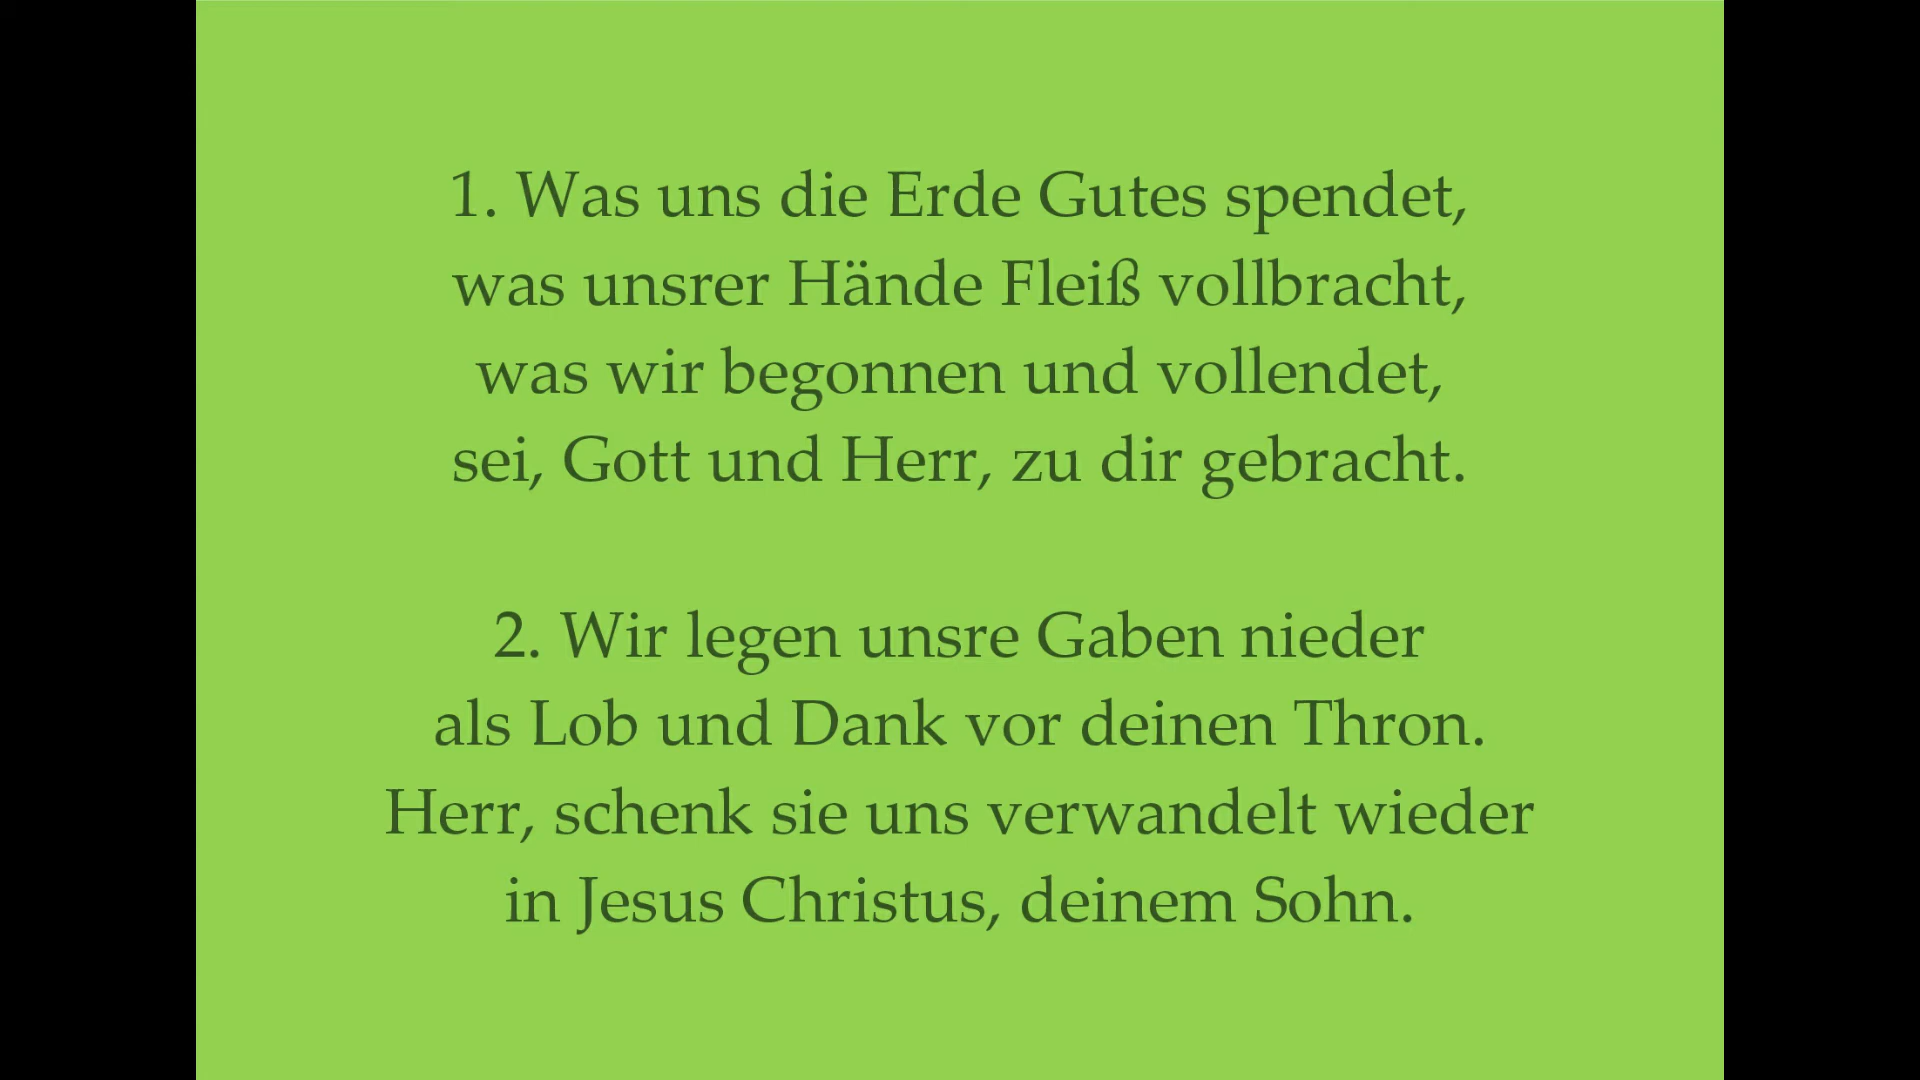 1. Was uns die Erde Gutes spendet,
was unsrer Hände Fleiß vollbracht,
was wir begonnen und vollendet,
sei, Gott und Herr, zu dir gebracht.
2. Wir legen unsre Gaben nieder
als Lob und Dank vor deinen Thron.
Herr, schenk sie uns verwandelt wieder
in Jesus Christus, deinem Sohn.